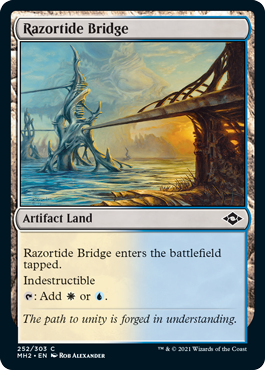 Razortide Bridge
Artifact Land
Razortide Bridge enters the battlefield
tapped.
Indestructible
: Add or .
The path to unity is forged in understanding.
252/303 C
MH2 • EN ROB ALEXANDER
™ & © 2021 Wizards of the Coast